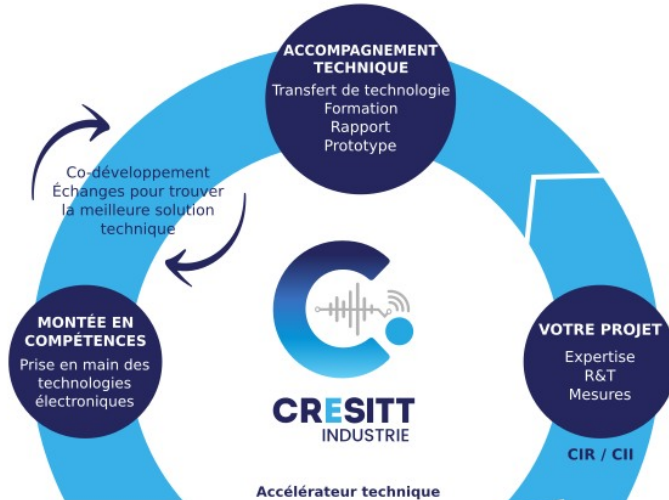 ACCOMPAGNEMENT
TECHNIQUE
Transfert de technologie
Formation
Rapport
Prototype
Co-développement
Échanges pour trouver
la meilleure solution
technique
MONTÉE EN
COMPÉTENCES
Prise en main des
technologies
électroniques
CRESITT
INDUSTRIE
VOTRE PROJET
Expertise
R&T
Mesures
CIR / CII
Accélérateur technique